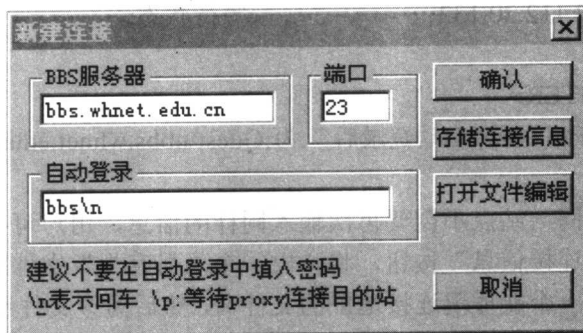 新建连接
BBS服务器
端口
确认
bbs.whnet.edu.cn
23
存储连接信息
自动登录
打开文件编辑
bbs\n
建议不要在自动登录中填入密码
\n表示回车 \p:等待proxy连接目的站
取消